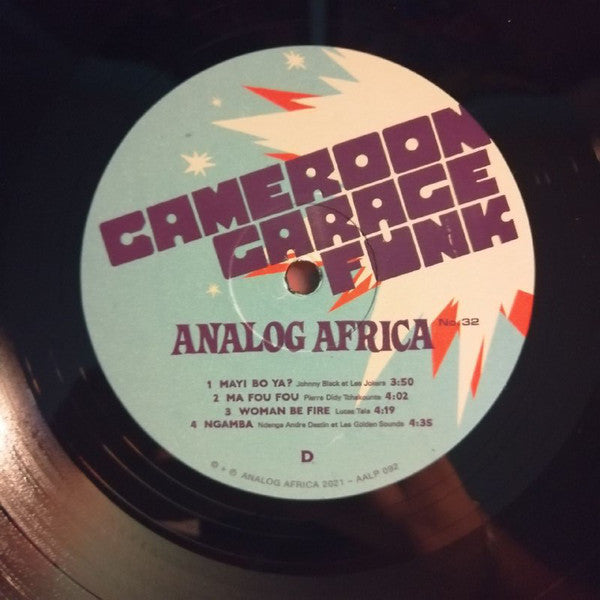 CAMEROON
GARAGE
FUNK
ANALOG AFRICA No. 32
1 MAYI BO YA? Johnny Black et Les Jokers 3:50
2 MA FOU FOU Pierre Didy Tchakounte 4:02
3 WOMAN BE FIRE Lucas Tala 4:19
4 NGAMBA Ndenga Andre Destin et Les Golden Sounds 4:35
D
© + ℗ ANALOG AFRICA 2021 – AALP 092